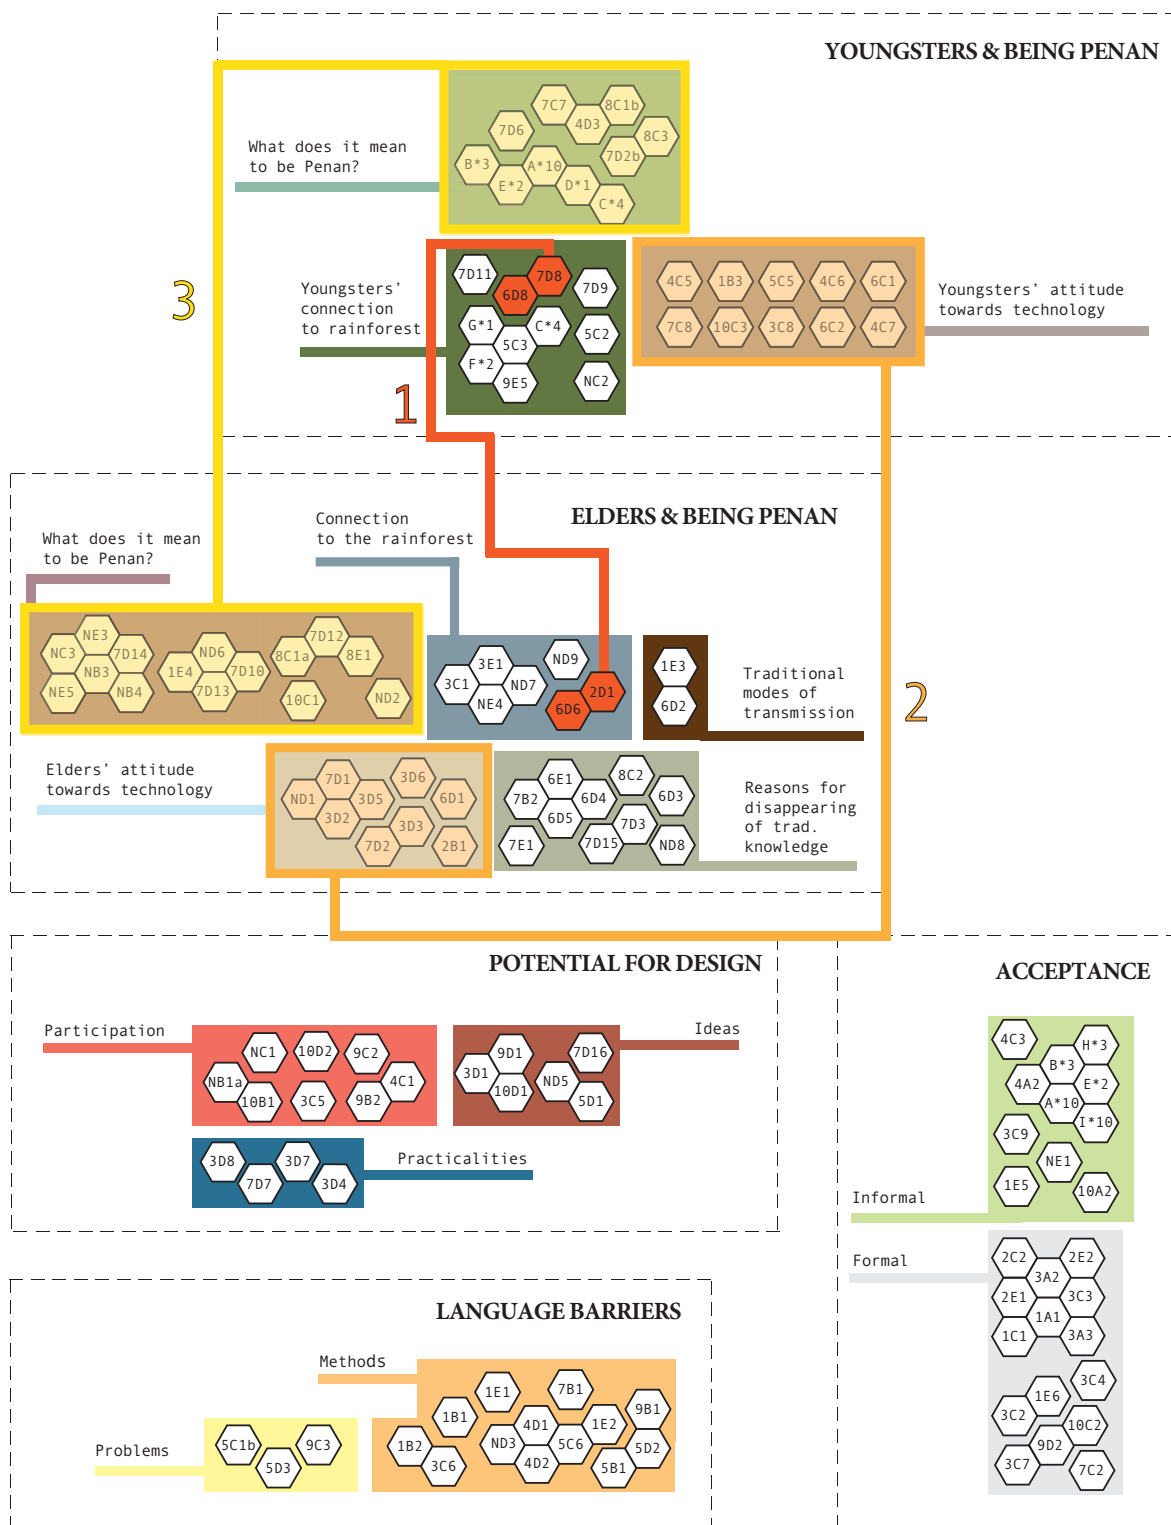 YOUNGSTERS & BEING PENAN
What does it mean
to be Penan?
7C7
8C1b
4D3
7D6
8C3
7D2b
B*3
A*10
E*2
D*1
C*4
3
Youngsters'
connection
to rainforest
7D11
7D8
6D8
7D9
G*1
C*4
5C3
5C2
F*2
9E5
NC2
1
4C5
1B3
5C5
4C6
6C1
7C8
10C3
3C8
6C2
4C7
Youngsters' attitude
towards technology
ELDERS & BEING PENAN
What does it mean
to be Penan?
Connection
to the rainforest
NE3
NC3
7D14
NB3
NE5
NB4
ND6
1E4
7D10
7D13
7D12
8C1a
8E1
10C1
ND2
3E1
3C1
ND7
NE4
ND9
2D1
6D6
1E3
6D2
Traditional
modes of
transmission
2
Elders' attitude
towards technology
7D1
ND1
3D5
3D2
3D6
6D1
3D3
7D2
2B1
6E1
7B2
6D4
6D5
8C2
6D3
7D3
7E1
7D15
ND8
Reasons for
disappearing
of trad.
knowledge
POTENTIAL FOR DESIGN
Participation
NC1
10D2
9C2
NB1a
4C1
10B1
3C5
9B2
9D1
7D16
3D1
ND5
10D1
5D1
Ideas
3D8
3D7
7D7
3D4
Practicalities
ACCEPTANCE
4C3
H*3
B*3
4A2
E*2
A*10
I*10
3C9
NE1
1E5
10A2
Informal
Formal
2C2
2E2
3A2
2E1
3C3
1A1
1C1
3A3
3C4
1E6
3C2
10C2
9D2
3C7
7C2
LANGUAGE BARRIERS
Methods
1E1
7B1
1B1
9B1
4D1
1E2
1B2
ND3
5C6
5D2
3C6
4D2
5B1
Problems
5C1b
9C3
5D3